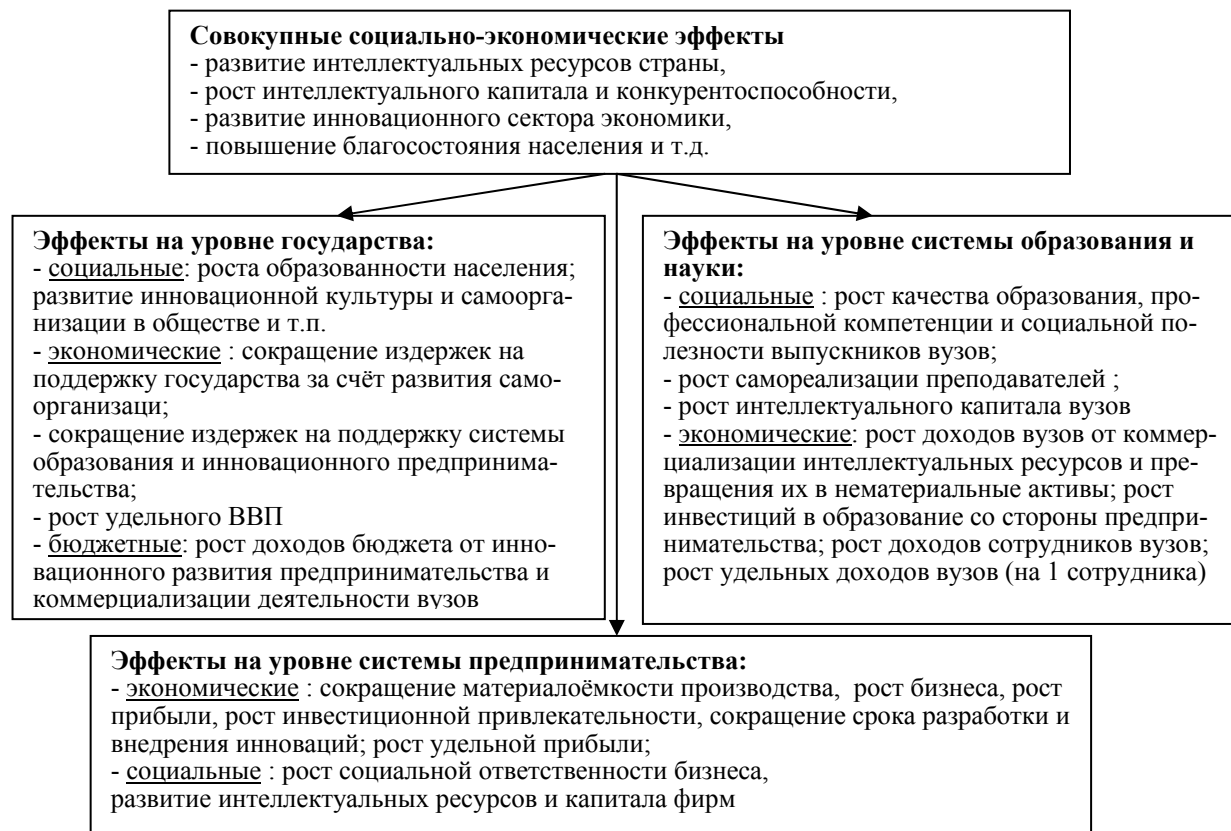 Совокупные социально-экономические эффекты
- развитие интеллектуальных ресурсов страны,
- рост интеллектуального капитала и конкурентоспособности,
- развитие инновационного сектора экономики,
- повышение благосостояния населения и т.д.
Эффекты на уровне государства:
- социальные: роста образованности населения;
развитие инновационной культуры и самоорга-
низации в обществе и т.п.
- экономические : сокращение издержек на
поддержку государства за счёт развития само-
организаци;
- сокращение издержек на поддержку системы
образования и инновационного предпринима-
тельства;
- рост удельного ВВП
- бюджетные: рост доходов бюджета от инно-
вационного развития предпринимательства и
коммерциализации деятельности вузов
Эффекты на уровне системы образования и
науки:
- социальные : рост качества образования, про-
фессиональной компетенции и социальной по-
лезности выпускников вузов;
- рост самореализации преподавателей ;
- рост интеллектуального капитала вузов
- экономические: рост доходов вузов от коммер-
циализации интеллектуальных ресурсов и пре-
вращения их в нематериальные активы; рост
инвестиций в образование со стороны предпри-
нимательства; рост доходов сотрудников вузов;
рост удельных доходов вузов (на 1 сотрудника)
Эффекты на уровне системы предпринимательства:
- экономические : сокращение материалоёмкости производства, рост бизнеса, рост
прибыли, рост инвестиционной привлекательности, сокращение срока разработки и
внедрения инноваций; рост удельной прибыли;
- социальные : рост социальной ответственности бизнеса,
развитие интеллектуальных ресурсов и капитала фирм